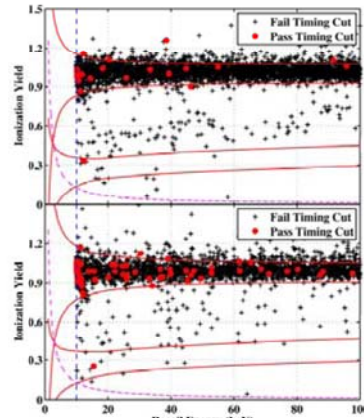 1.5
1.2
0.9
0.6
0.3
0
Ionization Yield
+ Fail Timing Cut
● Pass Timing Cut
1.2
0.9
0.6
0.3
0
Ionization Yield
+ Fail Timing Cut
● Pass Timing Cut
20
40
60
80
100